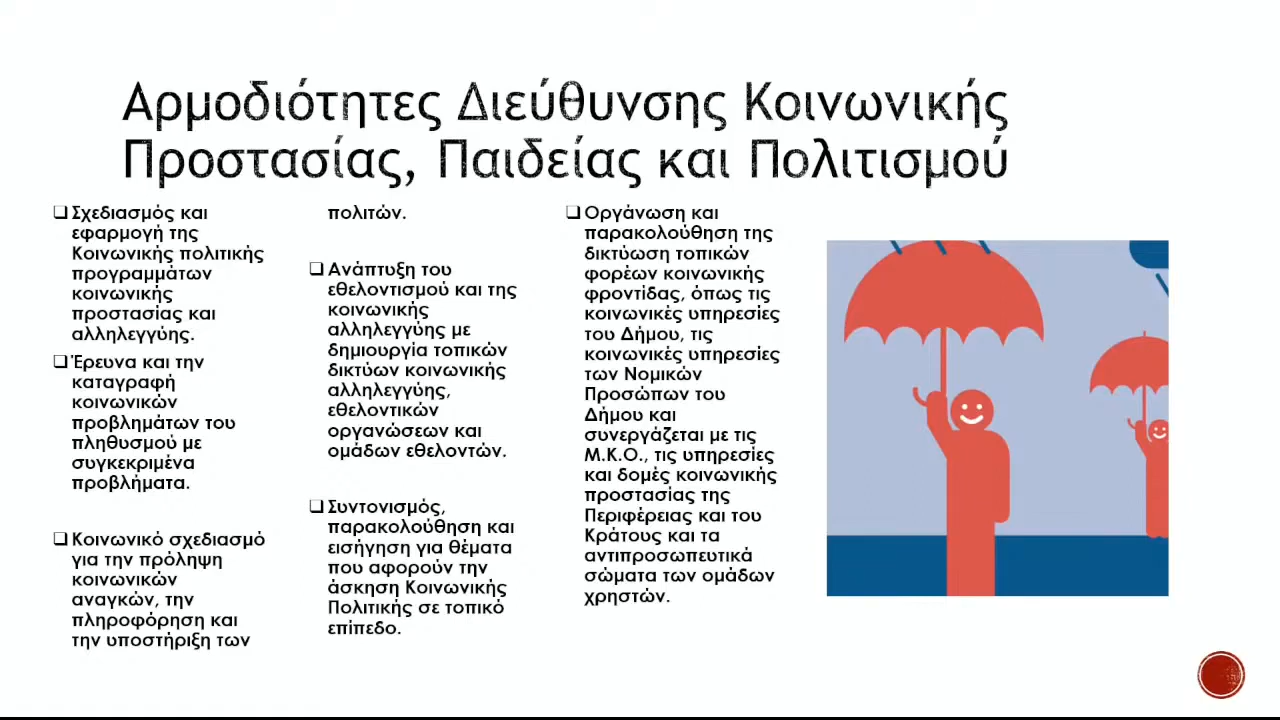 Αρμοδιότητες Διεύθυνσης Κοινωνικής
Προστασίας, Παιδείας και Πολιτισμού
❑ Σχεδιασμός και
εφαρμογή της
Κοινωνικής πολιτικής
προγραμμάτων
κοινωνικής
προστασίας και
αλληλεγγύης.
❑ Έρευνα και την
καταγραφή
κοινωνικών
προβλημάτων του
πληθυσμού με
συγκεκριμένα
προβλήματα.
❑ Κοινωνικό σχεδιασμό
για την πρόληψη
κοινωνικών
αναγκών, την
πληροφόρηση και
την υποστήριξη των
πολιτών.
❑ Ανάπτυξη του
εθελοντισμού και της
κοινωνικής
αλληλεγγύης με
δημιουργία τοπικών
δικτύων κοινωνικής
αλληλεγγύης,
εθελοντικών
οργανώσεων και
ομάδων εθελοντών.
❑ Συντονισμός,
παρακολούθηση και
εισήγηση για θέματα
που αφορούν την
άσκηση Κοινωνικής
Πολιτικής σε τοπικό
επίπεδο.
❑ Οργάνωση και
παρακολούθηση της
δικτύωση τοπικών
φορέων κοινωνικής
φροντίδας, όπως τις
κοινωνικές υπηρεσίες
του Δήμου, τις
κοινωνικές υπηρεσίες
των Νομικών
Προσώπων του
Δήμου και
συνεργάζεται με τις
Μ.Κ.Ο., τις υπηρεσίες
και δομές κοινωνικής
προστασίας της
Περιφέρειας και του
Κράτους και τα
αντιπροσωπευτικά
σώματα των ομάδων
χρηστών.